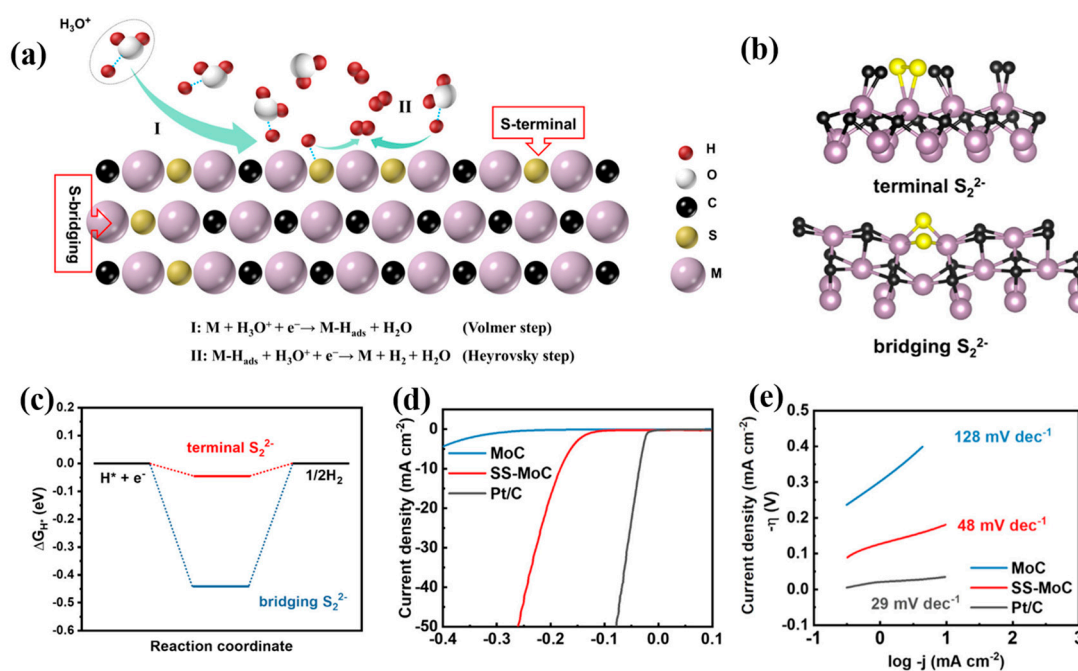 (a)
H₃O⁺
I
II
S-terminal
S-bridging
H
O
C
S
M
I: M + H₃O⁺ + e⁻→ M-Hads + H₂O (Volmer step)
II: M-Hads + H₃O⁺ + e⁻→ M + H₂ + H₂O (Heyrovsky step)
(b)
terminal S₂²⁻
bridging S₂²⁻
(c)
ΔGH* (eV)
0.2
0.1
0.0
-0.1
-0.2
-0.3
-0.4
-0.5
-0.6
terminal S₂²⁻
H* + e⁻
1/2H₂
bridging S₂²⁻
Reaction coordinate
(d)
Current density (mA cm⁻²)
0
-10
-20
-30
-40
-50
MoC
SS-MoC
Pt/C
-0.4 -0.3 -0.2 -0.1 0.0 0.1
(e)
Current density (mA cm⁻²)
-η (V)
0.5
0.4
0.3
0.2
0.1
0.0
-0.1
128 mV dec⁻¹
48 mV dec⁻¹
29 mV dec⁻¹
MoC
SS-MoC
Pt/C
-1 0 1 2 3
log -j (mA cm⁻²)